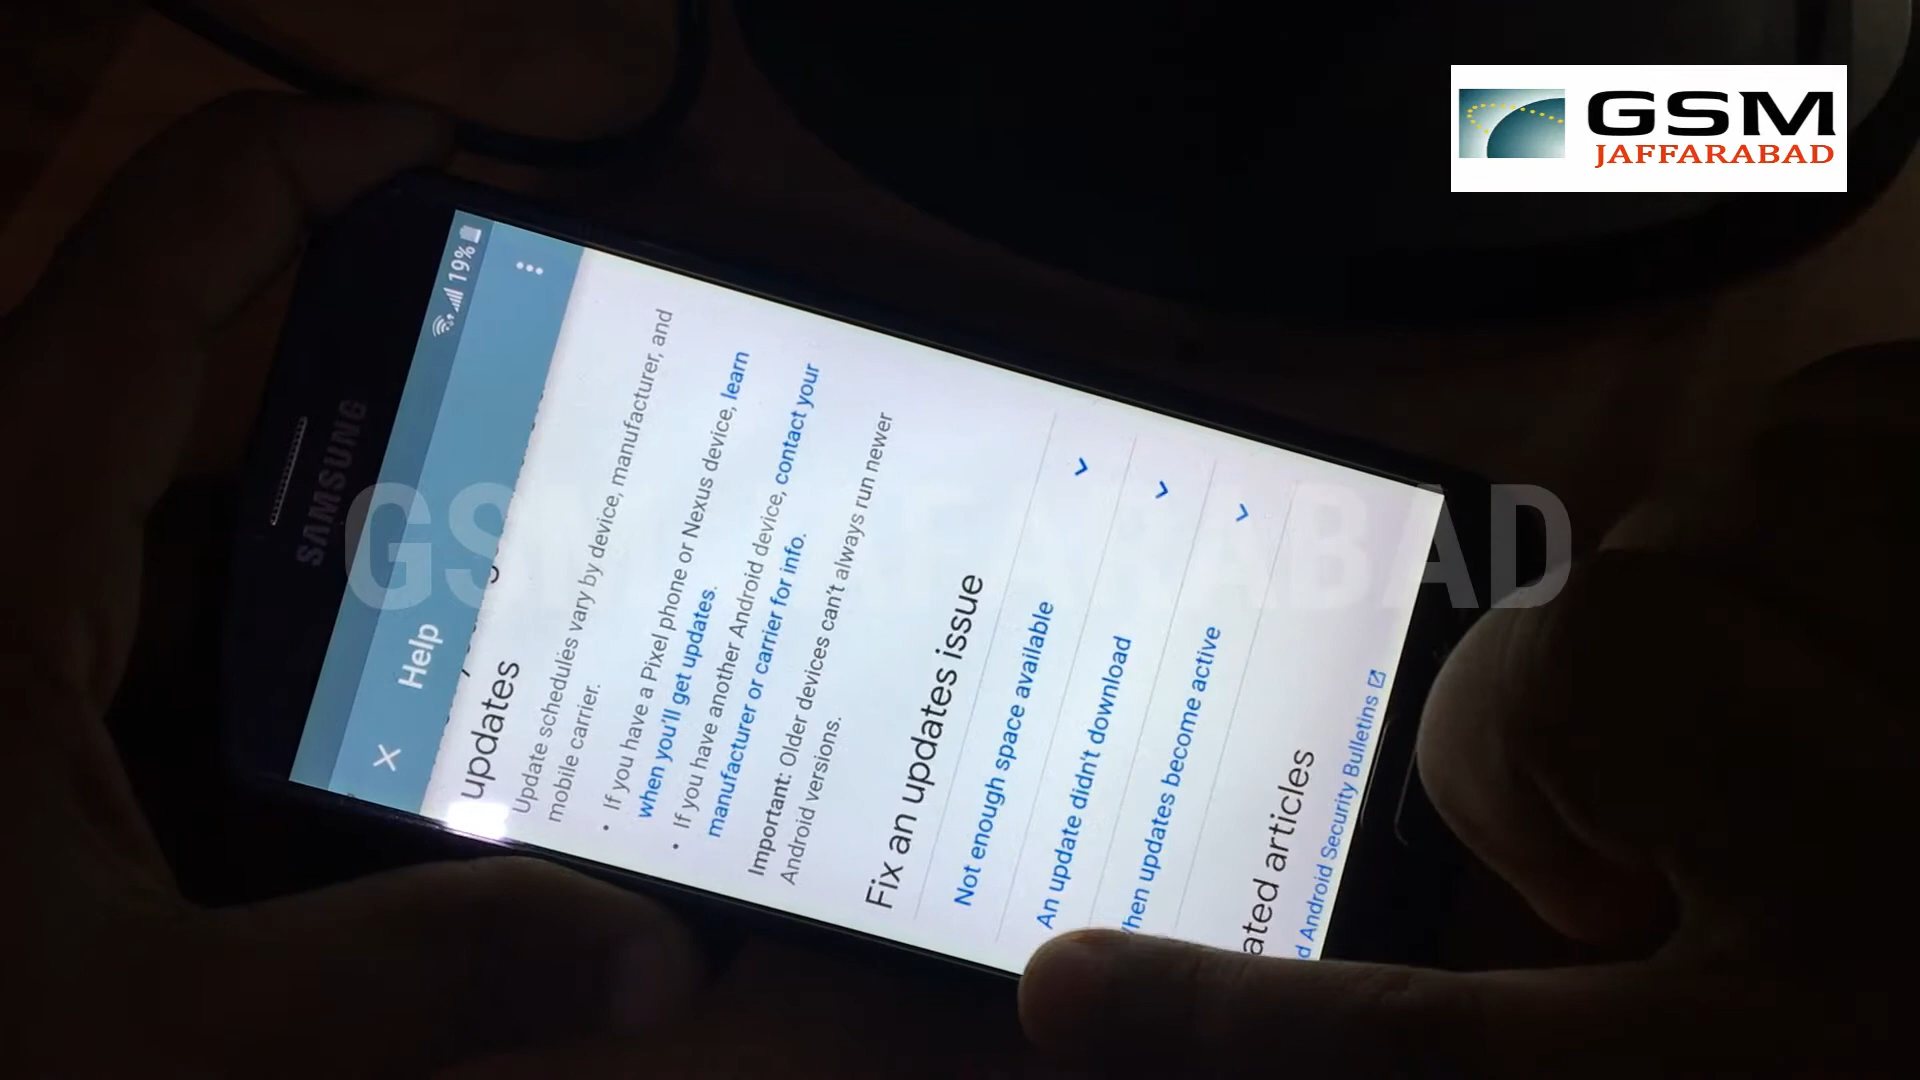 GSM
JAFFARABAD
SAMSUNG
19%
Help
updates
Update schedules vary by device, manufacturer, and
mobile carrier.
• If you have a Pixel phone or Nexus device, learn
when you'll get updates.
• If you have another Android device, contact your
manufacturer or carrier for info.
Important: Older devices can't always run newer
Android versions.
Fix an updates issue
Not enough space available
An update didn't download
hen updates become active
ated articles
d Android Security Bulletins
GSM JAFFARABAD